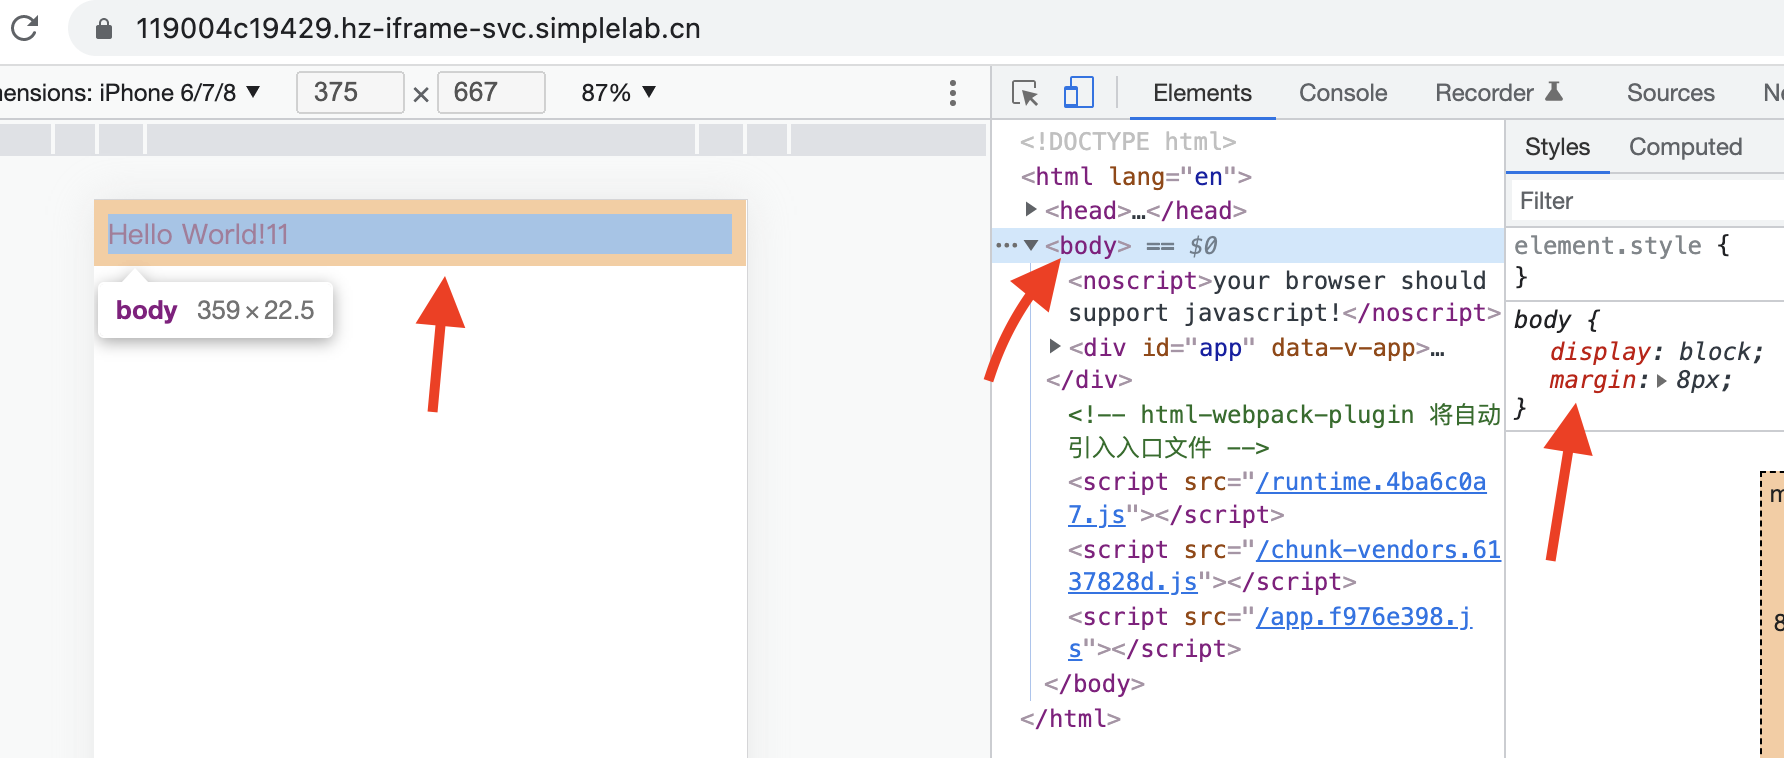 119004c19429.hz-iframe-svc.simplelab.cn
ensions: iPhone 6/7/8 ▼ 375 × 667 87% ▼
Elements Console Recorder Sources
Styles Computed
Filter
Hello World!11
body 359 × 22.5
<!DOCTYPE html>
<html lang="en">
▶ <head>…</head>
··· ▼ <body> == $0
<noscript>your browser should
support javascript!</noscript>
▶ <div id="app" data-v-app>…
</div>
<!-- html-webpack-plugin 将自动
引入入口文件 -->
<script src="/runtime.4ba6c0a
7.js"></script>
<script src="/chunk-vendors.61
37828d.js"></script>
<script src="/app.f976e398.j
s"></script>
</body>
</html>
element.style {
}
body {
display: block;
margin: ▶ 8px;
}
8